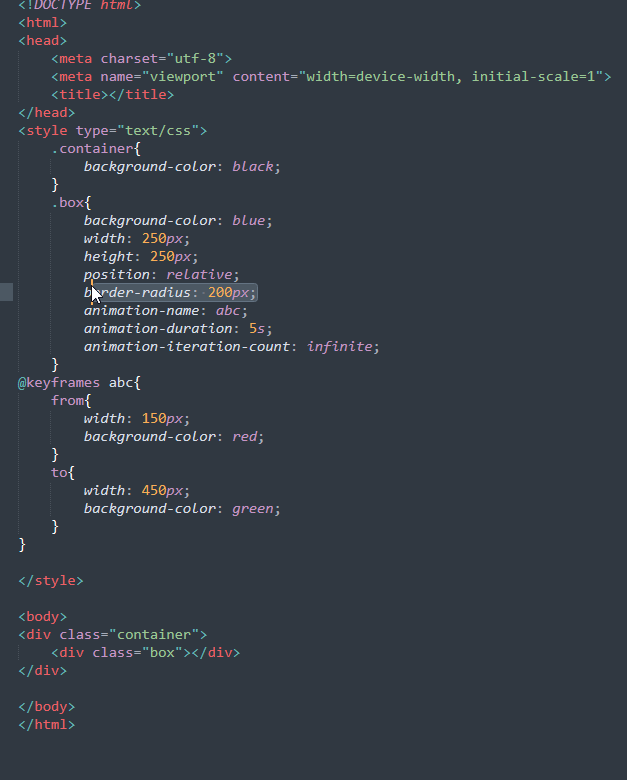 <!DOCTYPE html>
<html>
<head>
    <meta charset="utf-8">
    <meta name="viewport" content="width=device-width, initial-scale=1">
    <title></title>
</head>
<style type="text/css">
    .container{
        background-color: black;
    }
    .box{
        background-color: blue;
        width: 250px;
        height: 250px;
        position: relative;
        border-radius: 200px;
        animation-name: abc;
        animation-duration: 5s;
        animation-iteration-count: infinite;
    }
@keyframes abc{
    from{
        width: 150px;
        background-color: red;
    }
    to{
        width: 450px;
        background-color: green;
    }
}
</style>
<body>
<div class="container">
    <div class="box"></div>
</div>
</body>
</html>